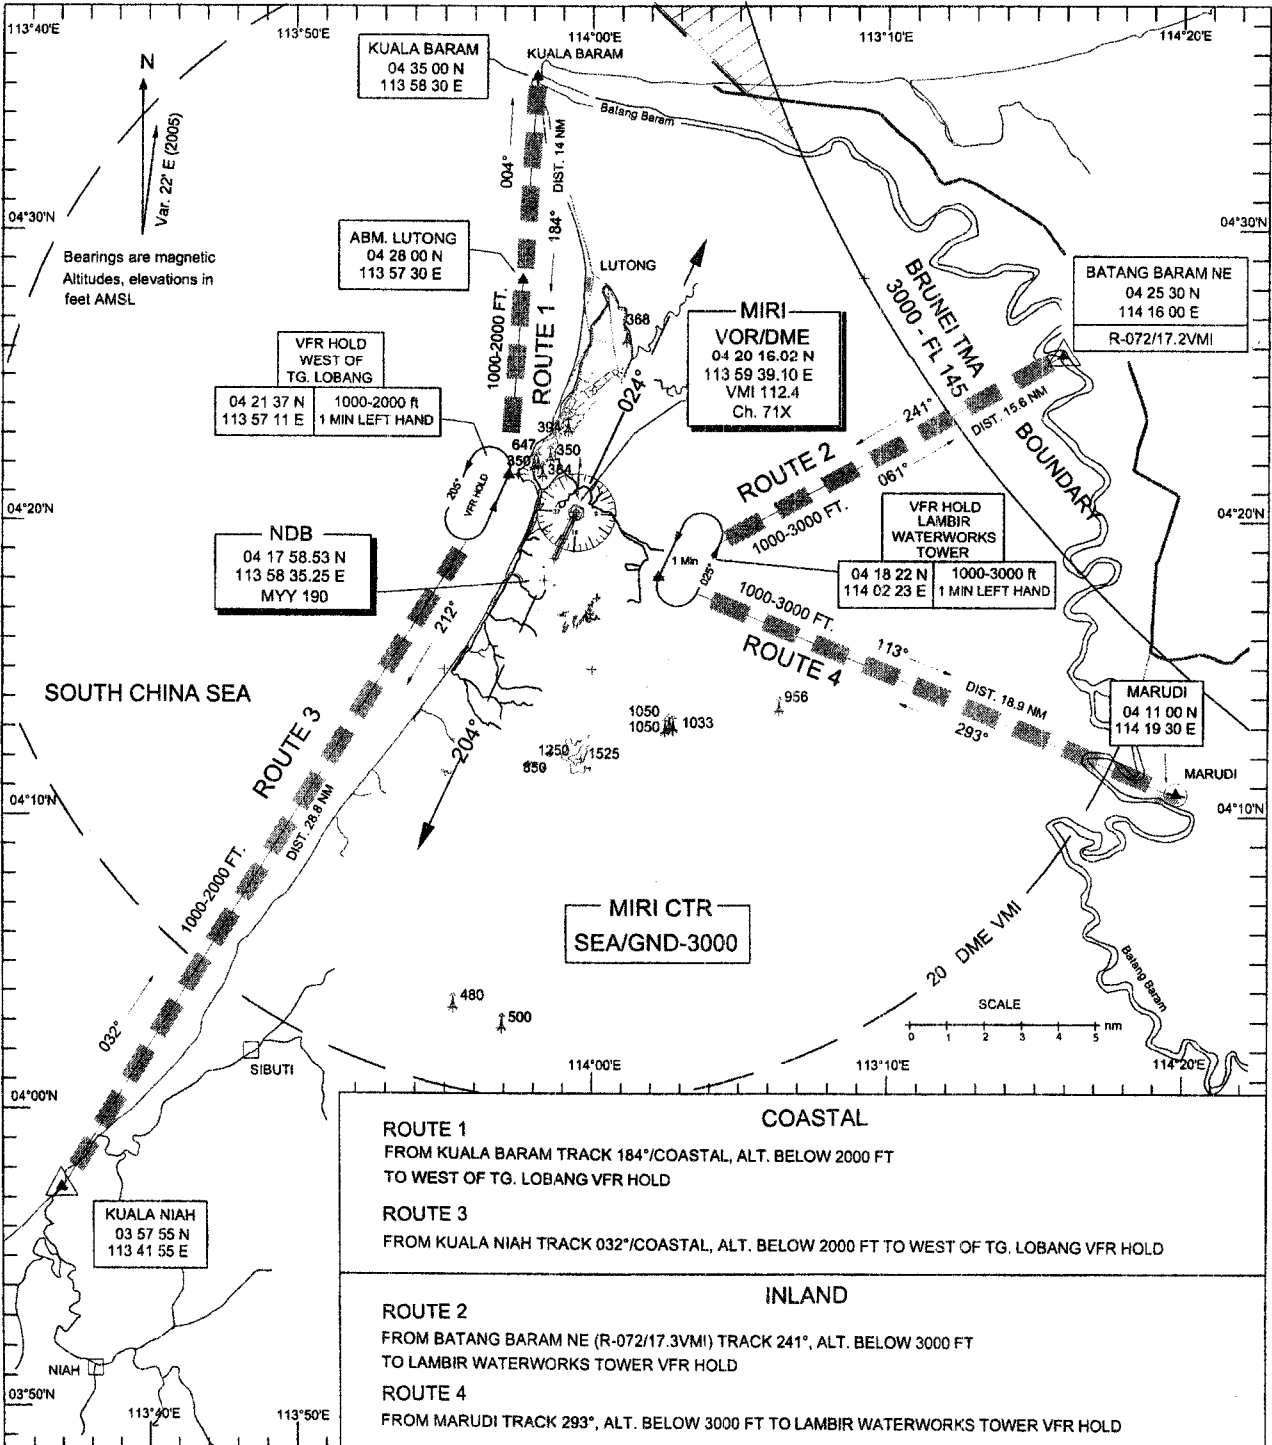 113°40'E
113°50'E
114°00'E
113°10'E
114°20'E
KUALA BARAM
04 35 00 N
113 58 30 E
KUALA BARAM
N
Var. 22' E (2005)
Batang Baram
004°
DIST. 14 NM
184°
04°30'N
04°30'N
Bearings are magnetic
Altitudes, elevations in
feet AMSL
ABM. LUTONG
04 28 00 N
113 57 30 E
LUTONG
368
1000-2000 FT.
ROUTE 1
BRUNEI TMA
3000 - FL 145
BOUNDARY
BATANG BARAM NE
04 25 30 N
114 16 00 E
R-072/17.2VMI
MIRI
VOR/DME
04 20 16.02 N
113 59 39.10 E
VMI 112.4
Ch. 71X
VFR HOLD
WEST OF
TG. LOBANG
04 21 37 N
113 57 11 E
1000-2000 ft
1 MIN LEFT HAND
024°
394
647
350
350
364
205°
VFR HOLD
241°
DIST. 15.6 NM
ROUTE 2
061°
1000-3000 FT.
04°20'N
04°20'N
VFR HOLD
LAMBIR
WATERWORKS
TOWER
04 18 22 N
114 02 23 E
1000-3000 ft
1 MIN LEFT HAND
NDB
04 17 58.53 N
113 58 35.25 E
MYY 190
1 Min
025°
1000-3000 FT.
ROUTE 4
113°
DIST. 18.9 NM
293°
212°
SOUTH CHINA SEA
204°
ROUTE 3
DIST. 28.8 NM
1000-2000 FT.
956
1050
1050
1033
1250
850
1525
MARUDI
04 11 00 N
114 19 30 E
MARUDI
04°10'N
04°10'N
MIRI CTR
SEA/GND-3000
20 DME VMI
Batang Baram
480
500
SCALE
0 1 2 3 4 5 nm
032°
SIBUTI
114°00'E
113°10'E
114°20'E
04°00'N
KUALA NIAH
03 57 55 N
113 41 55 E
NIAH
03°50'N
113°40'E
113°50'E
COASTAL
ROUTE 1
FROM KUALA BARAM TRACK 184°/COASTAL, ALT. BELOW 2000 FT
TO WEST OF TG. LOBANG VFR HOLD
ROUTE 3
FROM KUALA NIAH TRACK 032°/COASTAL, ALT. BELOW 2000 FT TO WEST OF TG. LOBANG VFR HOLD
INLAND
ROUTE 2
FROM BATANG BARAM NE (R-072/17.3VMI) TRACK 241°, ALT. BELOW 3000 FT
TO LAMBIR WATERWORKS TOWER VFR HOLD
ROUTE 4
FROM MARUDI TRACK 293°, ALT. BELOW 3000 FT TO LAMBIR WATERWORKS TOWER VFR HOLD